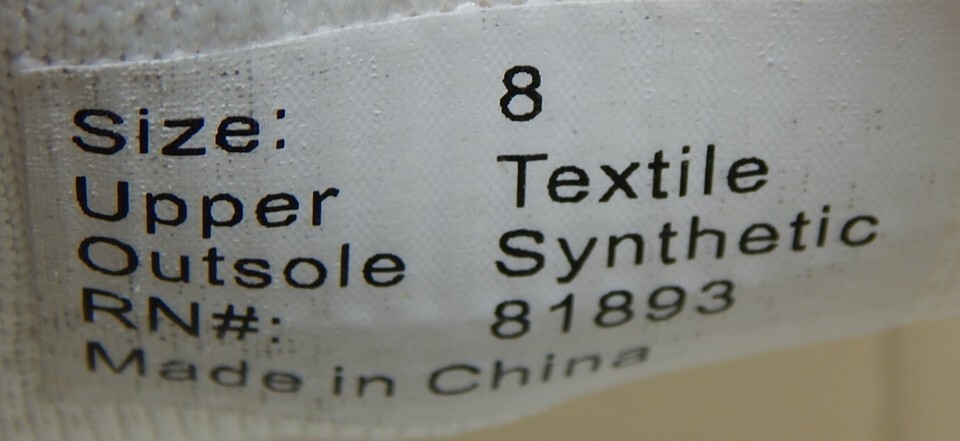 Size: 8
Upper Textile
Outsole Synthetic
RN#: 81893
Made in China